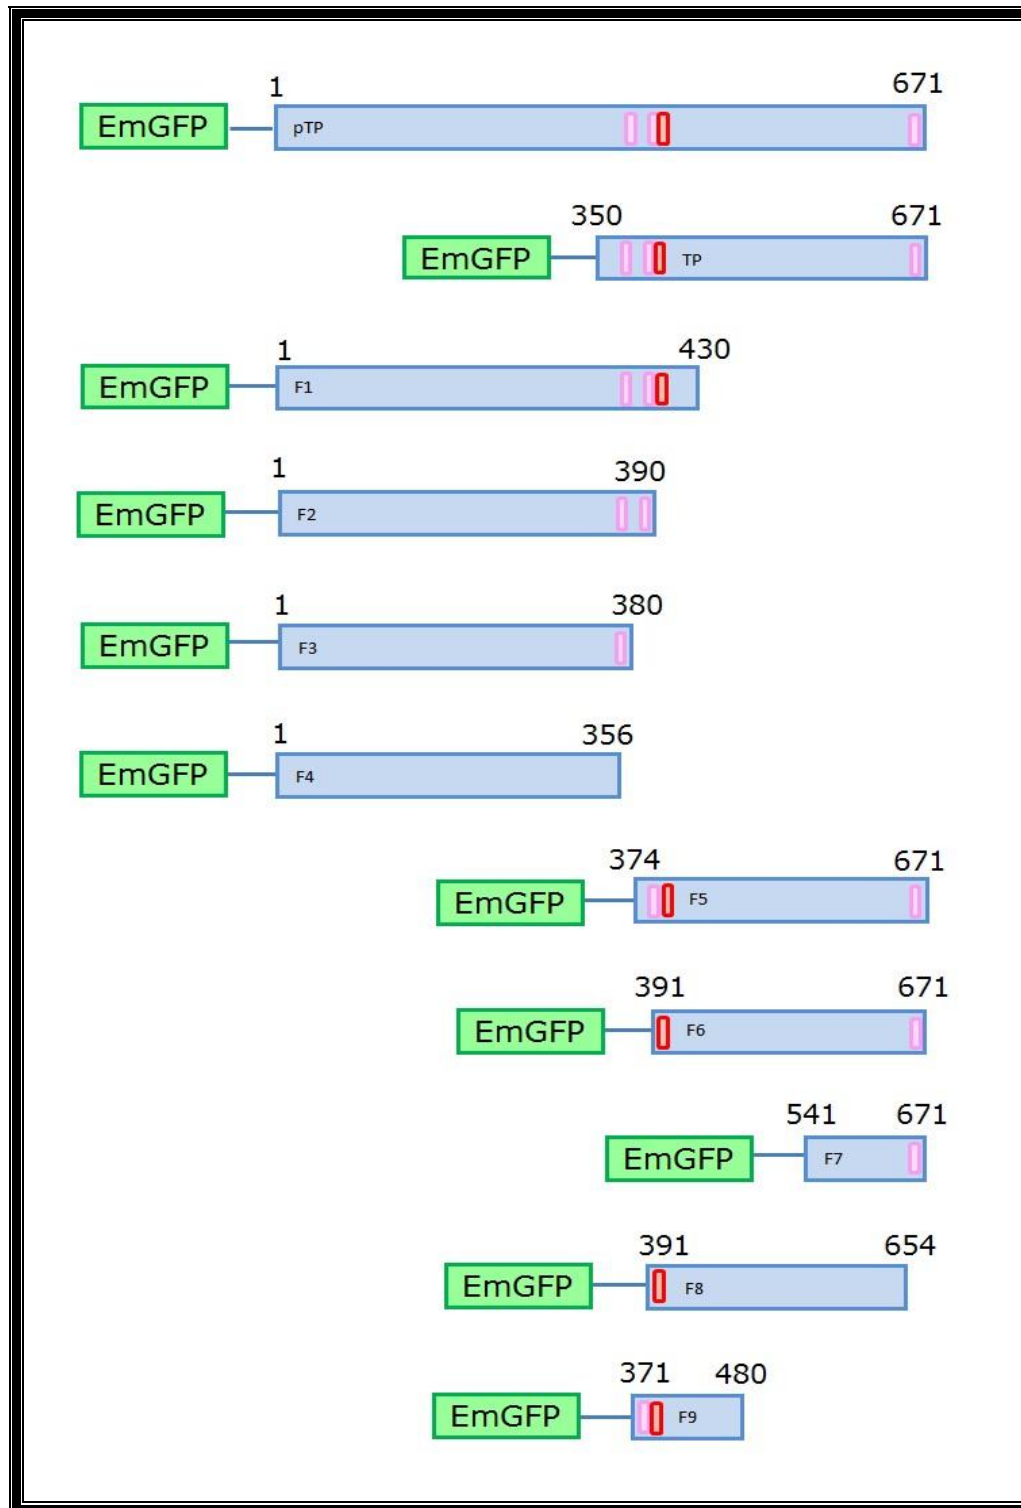 1 671
EmGFP pTP
350 671
EmGFP TP
1 430
EmGFP F1
1 390
EmGFP F2
1 380
EmGFP F3
1 356
EmGFP F4
374 671
EmGFP F5
391 671
EmGFP F6
541 671
EmGFP F7
391 654
EmGFP F8
371 480
EmGFP F9